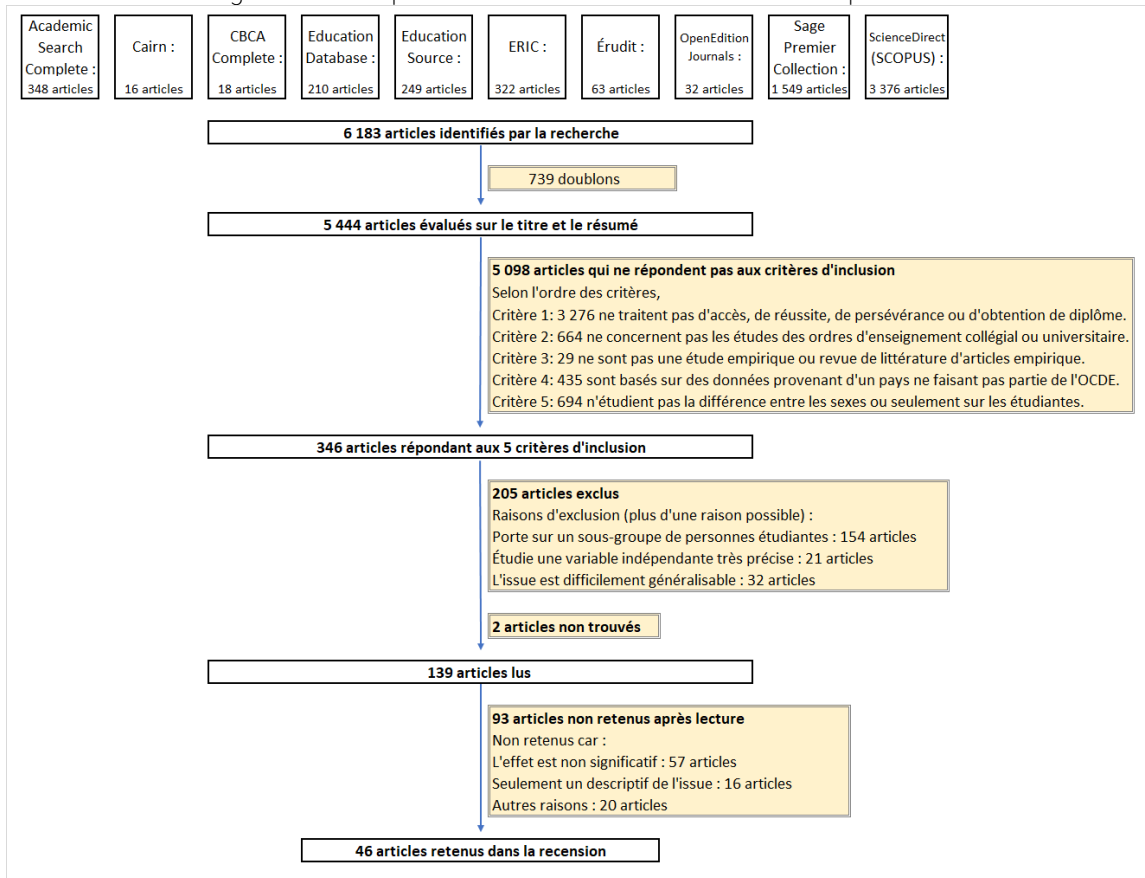 Academic
Search
Complete :
348 articles
Cairn :
16 articles
CBCA
Complete :
18 articles
Education
Database :
210 articles
Education
Source :
249 articles
ERIC :
322 articles
Érudit :
63 articles
OpenEdition
Journals :
32 articles
Sage
Premier
Collection :
1 549 articles
ScienceDirect
(SCOPUS) :
3 376 articles
6 183 articles identifiés par la recherche
739 doublons
5 444 articles évalués sur le titre et le résumé
5 098 articles qui ne répondent pas aux critères d'inclusion
Selon l'ordre des critères,
Critère 1: 3 276 ne traitent pas d'accès, de réussite, de persévérance ou d'obtention de diplôme.
Critère 2: 664 ne concernent pas les études des ordres d'enseignement collégial ou universitaire.
Critère 3: 29 ne sont pas une étude empirique ou revue de littérature d'articles empirique.
Critère 4: 435 sont basés sur des données provenant d'un pays ne faisant pas partie de l'OCDE.
Critère 5: 694 n'étudient pas la différence entre les sexes ou seulement sur les étudiantes.
346 articles répondant aux 5 critères d'inclusion
205 articles exclus
Raisons d'exclusion (plus d'une raison possible) :
Porte sur un sous-groupe de personnes étudiantes : 154 articles
Étudie une variable indépendante très précise : 21 articles
L'issue est difficilement généralisable : 32 articles
2 articles non trouvés
139 articles lus
93 articles non retenus après lecture
Non retenus car :
L'effet est non significatif : 57 articles
Seulement un descriptif de l'issue : 16 articles
Autres raisons : 20 articles
46 articles retenus dans la recension